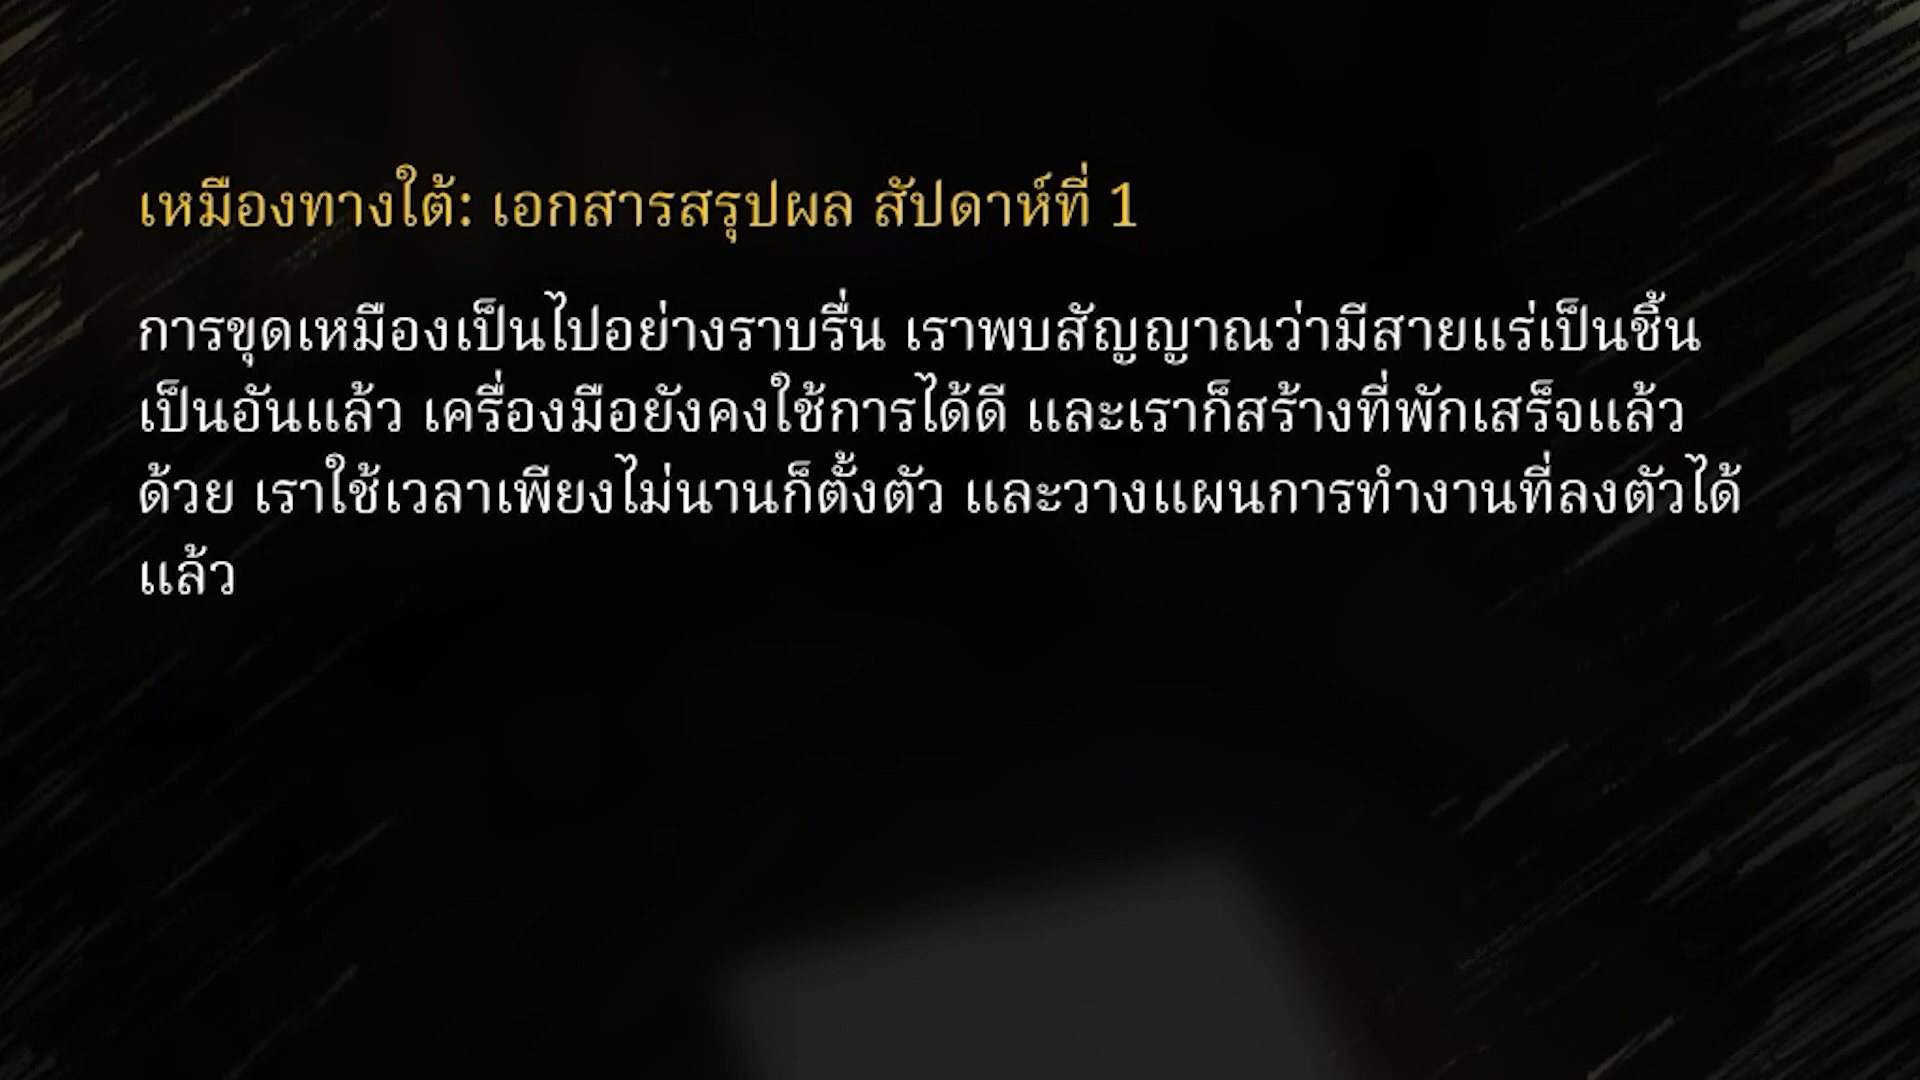 เหมืองทางใต้: เอกสารสรุปผล สัปดาห์ที่ 1
การขุดเหมืองเป็นไปอย่างราบรื่น เราพบสัญญาณว่ามีสายแร่เป็นชิ้น
เป็นอันแล้ว เครื่องมือยังคงใช้การได้ดี และเราก็สร้างที่พักเสร็จแล้ว
ด้วย เราใช้เวลาเพียงไม่นานก็ตั้งตัว และวางแผนการทำงานที่ลงตัวได้
แล้ว